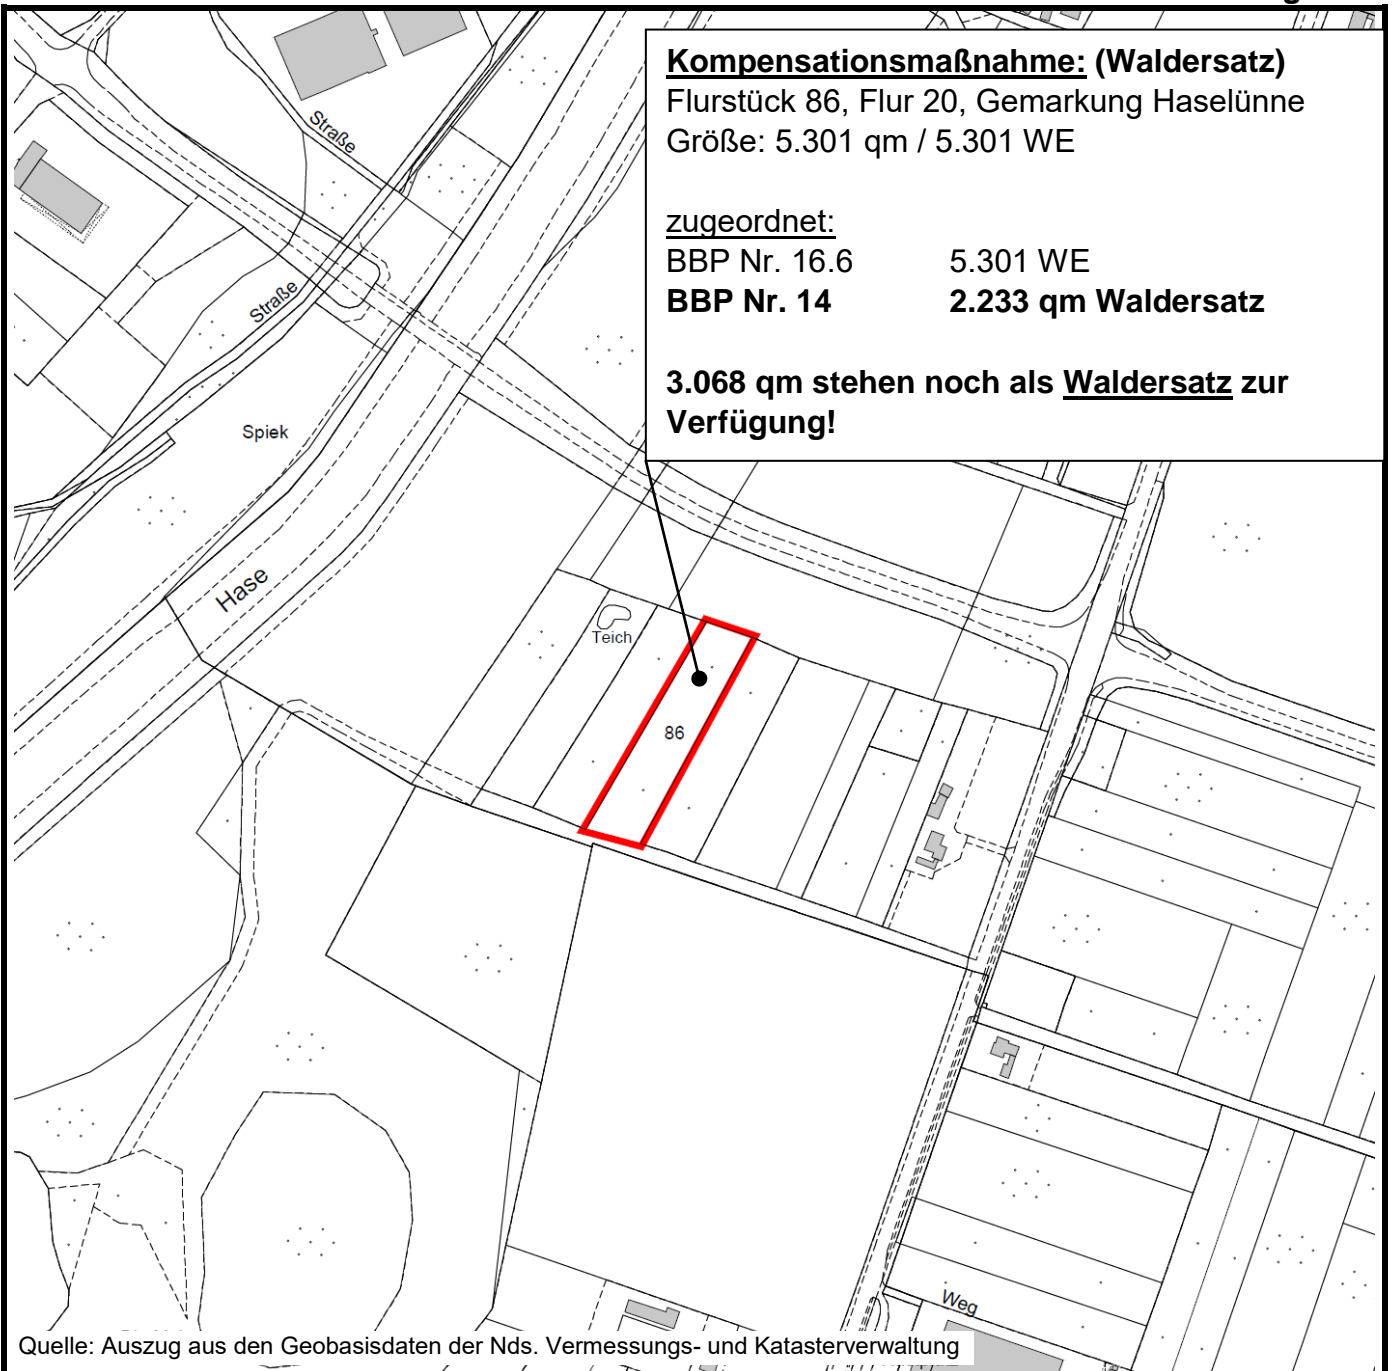 Kompensationsmaßnahme: (Waldersatz)
Flurstück 86, Flur 20, Gemarkung Haselünne
Größe: 5.301 qm / 5.301 WE
zugeordnet:
BBP Nr. 16.6 5.301 WE
BBP Nr. 14 2.233 qm Waldersatz
3.068 qm stehen noch als Waldersatz zur
Verfügung!
Straße
Straße
Spiek
Hase
Teich
86
Weg
Quelle: Auszug aus den Geobasisdaten der Nds. Vermessungs- und Katasterverwaltung